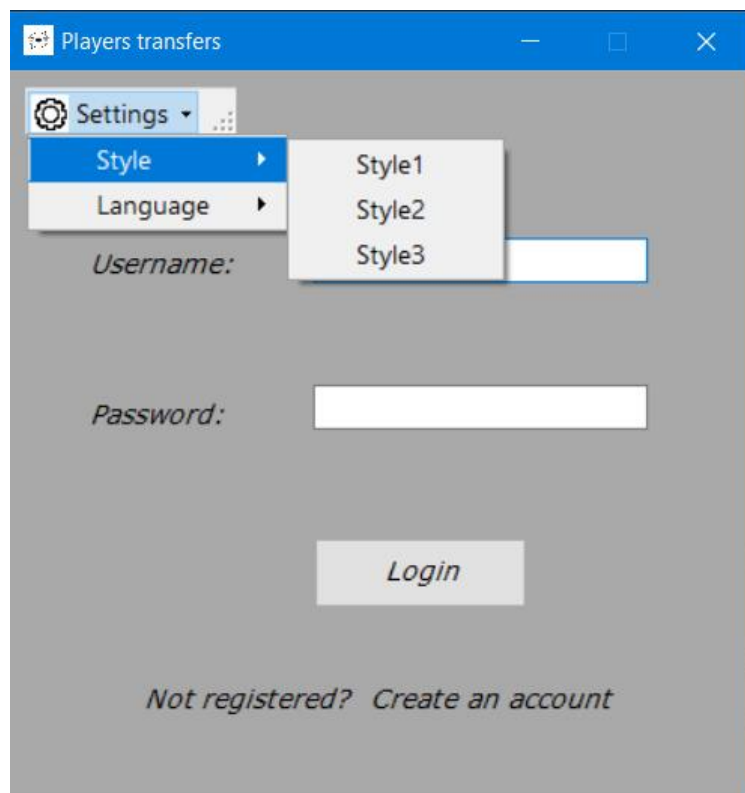 Players transfers
Settings
Style
Style1
Language
Style2
Style3
Username:
Password:
Login
Not registered? Create an account